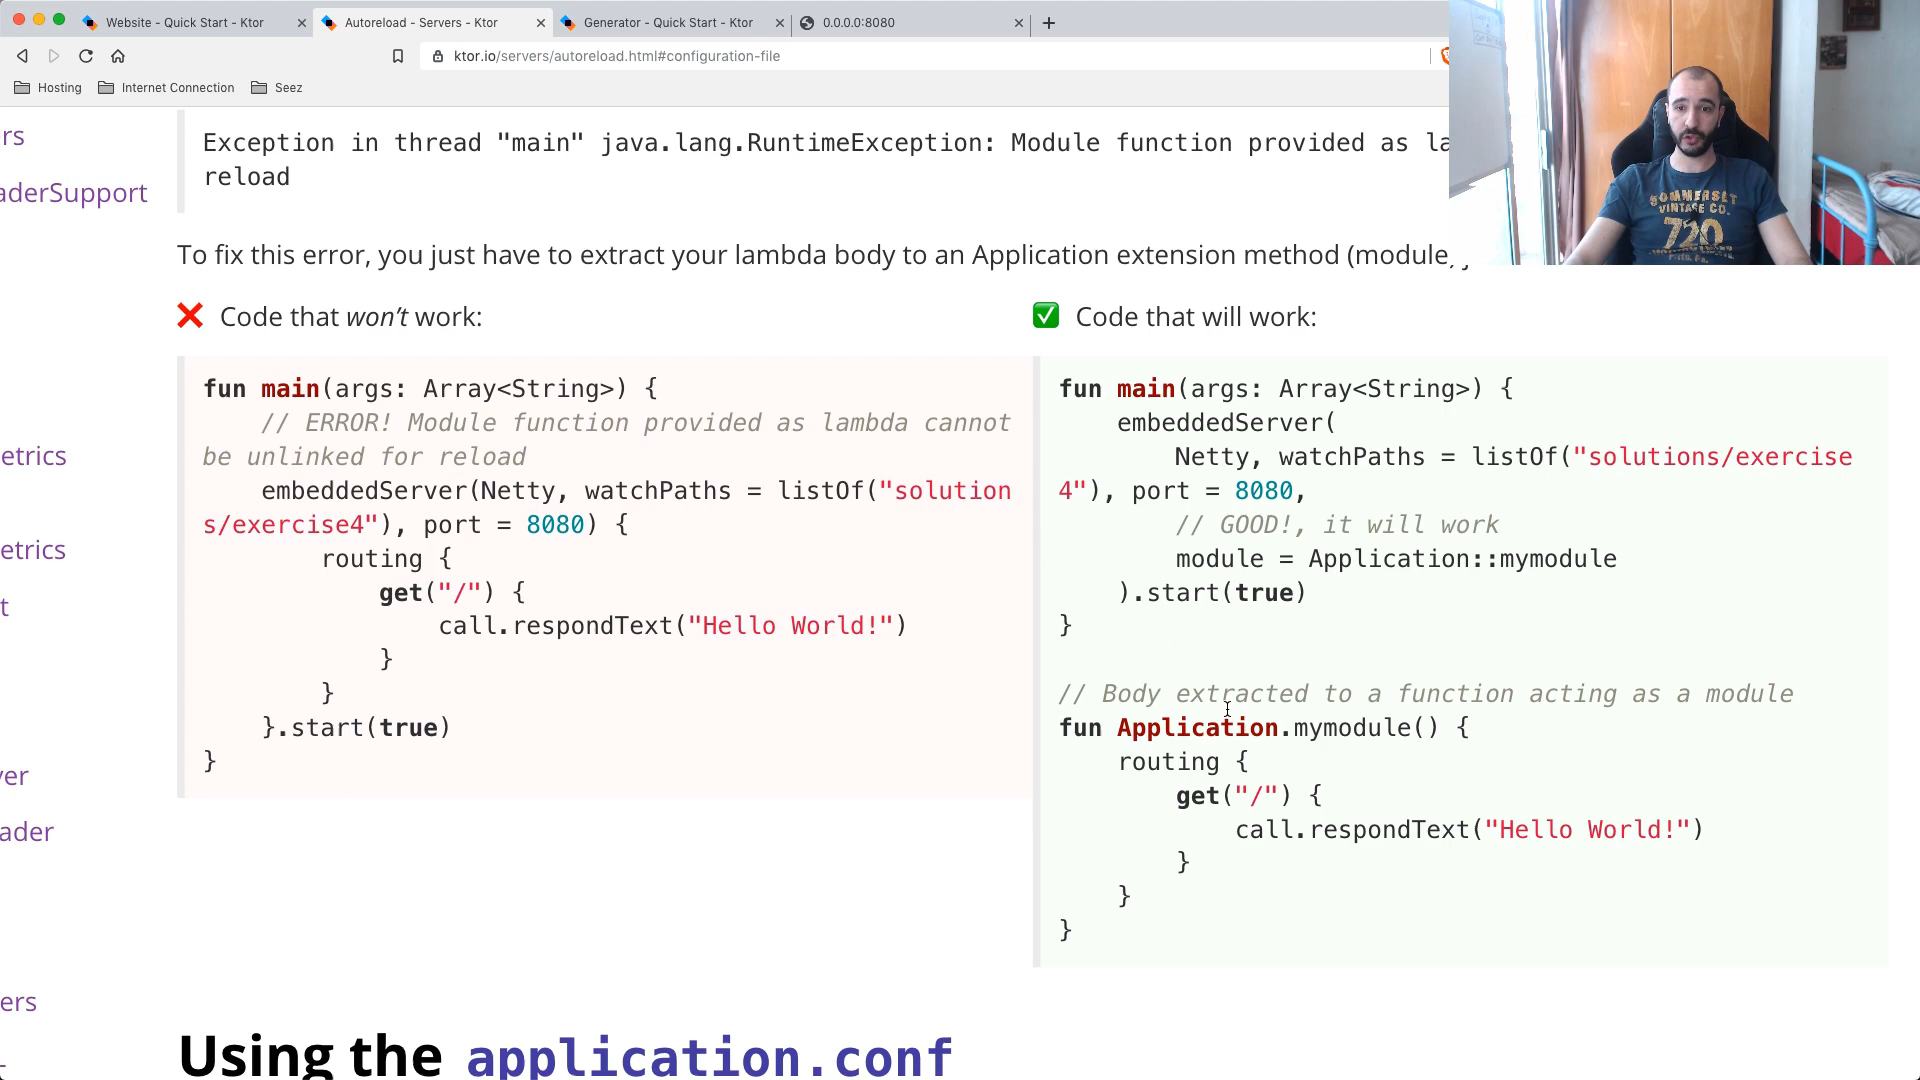 Website - Quick Start - Ktor
Autoreload - Servers - Ktor
Generator - Quick Start - Ktor
0.0.0.0:8080
ktor.io/servers/autoreload.html#configuration-file
Hosting
Internet Connection
Seez
rs
aderSupport
etrics
etrics
t
ver
ader
ers
Exception in thread "main" java.lang.RuntimeException: Module function provided as la
reload
To fix this error, you just have to extract your lambda body to an Application extension method (module)
❌ Code that won’t work:
fun main(args: Array<String>) {
    // ERROR! Module function provided as lambda cannot
be unlinked for reload
    embeddedServer(Netty, watchPaths = listOf("solution
s/exercise4"), port = 8080) {
        routing {
            get("/") {
                call.respondText("Hello World!")
            }
        }
    }.start(true)
}
✅ Code that will work:
fun main(args: Array<String>) {
    embeddedServer(
        Netty, watchPaths = listOf("solutions/exercise
4"), port = 8080,
        // GOOD!, it will work
        module = Application::mymodule
    ).start(true)
}
// Body extracted to a function acting as a module
fun Application.mymodule() {
    routing {
        get("/") {
            call.respondText("Hello World!")
        }
    }
}
Using the application.conf
SOMMERSET
VINTAGE CO.
720